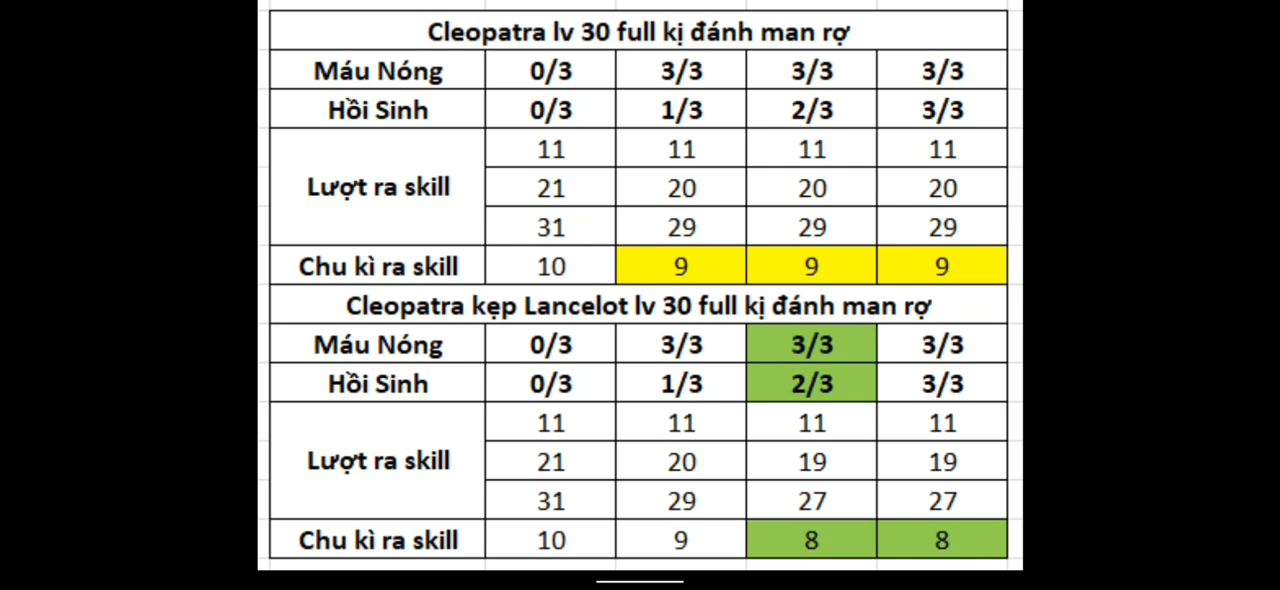 Cleopatra lv 30 full kị đánh man rợ
Máu Nóng 0/3 3/3 3/3 3/3
Hồi Sinh 0/3 1/3 2/3 3/3
11 11 11 11
Lượt ra skill 21 20 20 20
31 29 29 29
Chu kì ra skill 10 9 9 9
Cleopatra kẹp Lancelot lv 30 full kị đánh man rợ
Máu Nóng 0/3 3/3 3/3 3/3
Hồi Sinh 0/3 1/3 2/3 3/3
11 11 11 11
Lượt ra skill 21 20 19 19
31 29 27 27
Chu kì ra skill 10 9 8 8